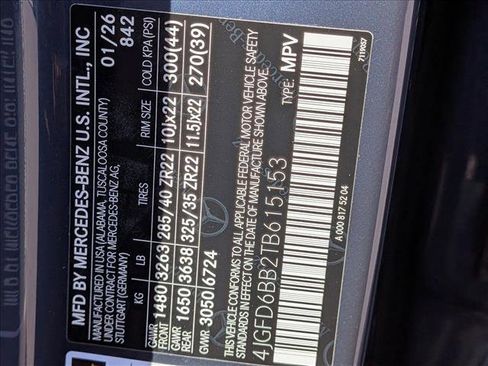 MFD BY MERCEDES-BENZ U.S. INTL., INC
MANUFACTURED IN USA (ALABAMA, TUSCALOOSA COUNTY)
FOR MERCEDES-BENZ AG,
STUTTGART (GERMANY)
01/26
842
KG LB TIRES RIM SIZE COLD KPA (PSI)
GAWR FRONT 1480 3263 285/40 ZR22 10Jx22 300(44)
GAWR REAR 1650 3638 325/35 ZR22 11.5Jx22 270(39)
GVWR 3050 6724
THIS VEHICLE CONFORMS TO ALL APPLICABLE FEDERAL MOTOR VEHICLE SAFETY
STANDARDS IN EFFECT ON THE DATE OF MANUFACTURE SHOWN ABOVE.
4JGFD6BB2TB615153 TYPE: MPV
A 000 817 52 04